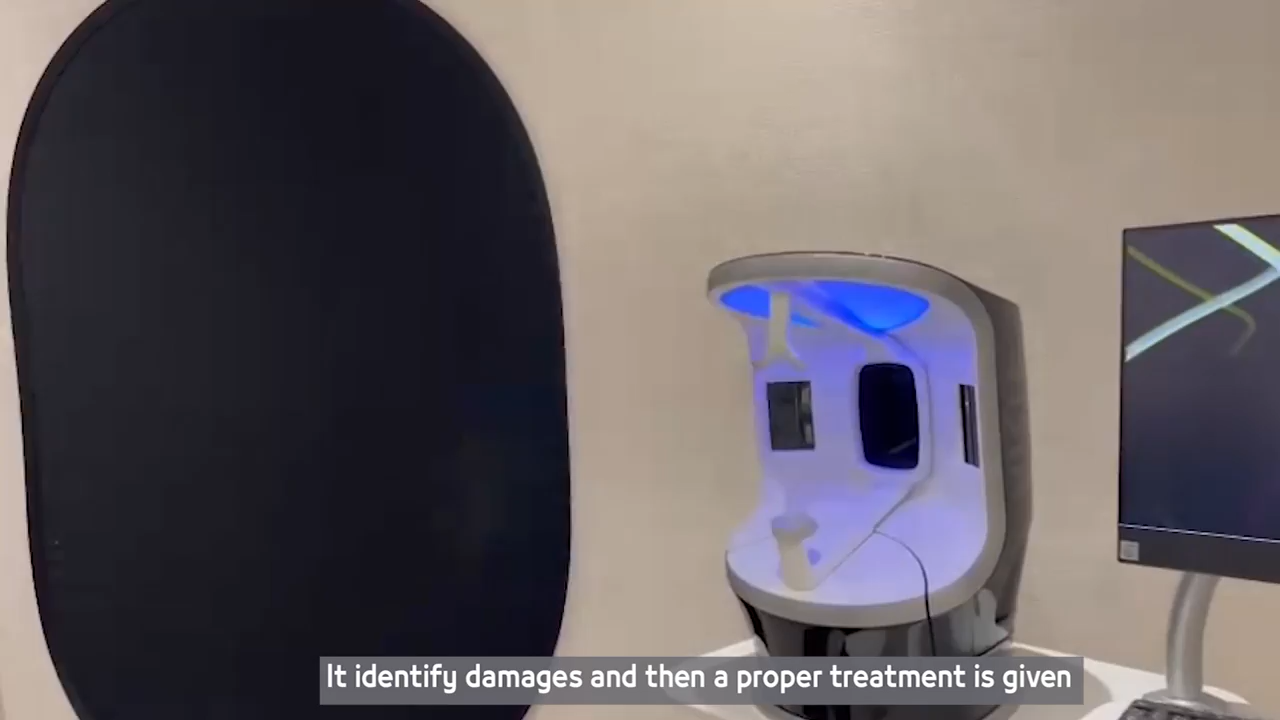 It identify damages and then a proper treatment is given